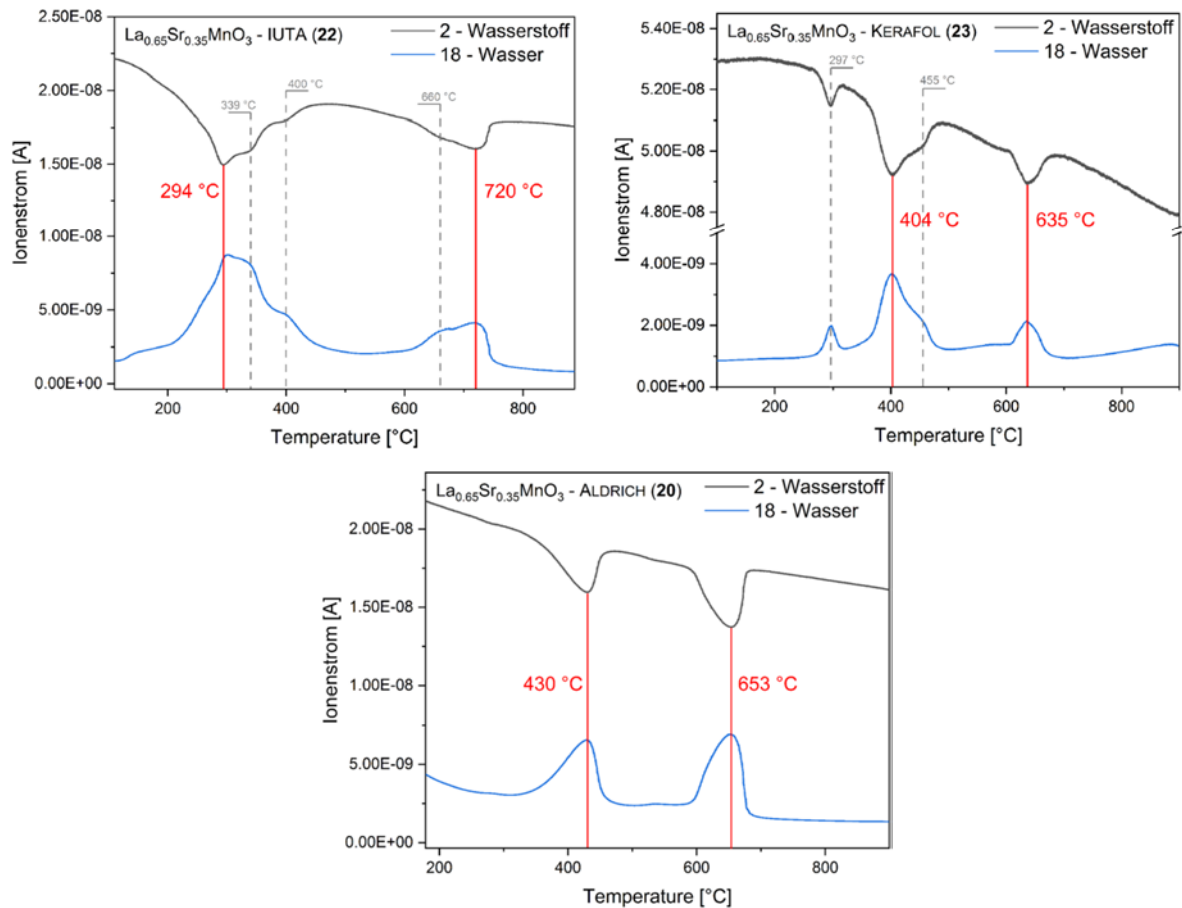 La0.65Sr0.35MnO3 - IUTA (22)
2 - Wasserstoff
18 - Wasser
339 °C
400 °C
660 °C
294 °C
720 °C
2.00E-08
1.50E-08
1.00E-08
5.00E-09
0.00E+00
Ionenstrom [A]
200
400
600
800
Temperature [°C]
5.40E-08
La0.65Sr0.35MnO3 - KERAFOL (23)
2 - Wasserstoff
18 - Wasser
297 °C
455 °C
404 °C
635 °C
5.20E-08
5.00E-08
4.80E-08
4.00E-09
2.00E-09
0.00E+00
Ionenstrom [A]
200
400
600
800
Temperature [°C]
La0.65Sr0.35MnO3 - ALDRICH (20)
2 - Wasserstoff
18 - Wasser
430 °C
653 °C
2.00E-08
1.50E-08
1.00E-08
5.00E-09
0.00E+00
Ionenstrom [A]
200
400
600
800
Temperature [°C]